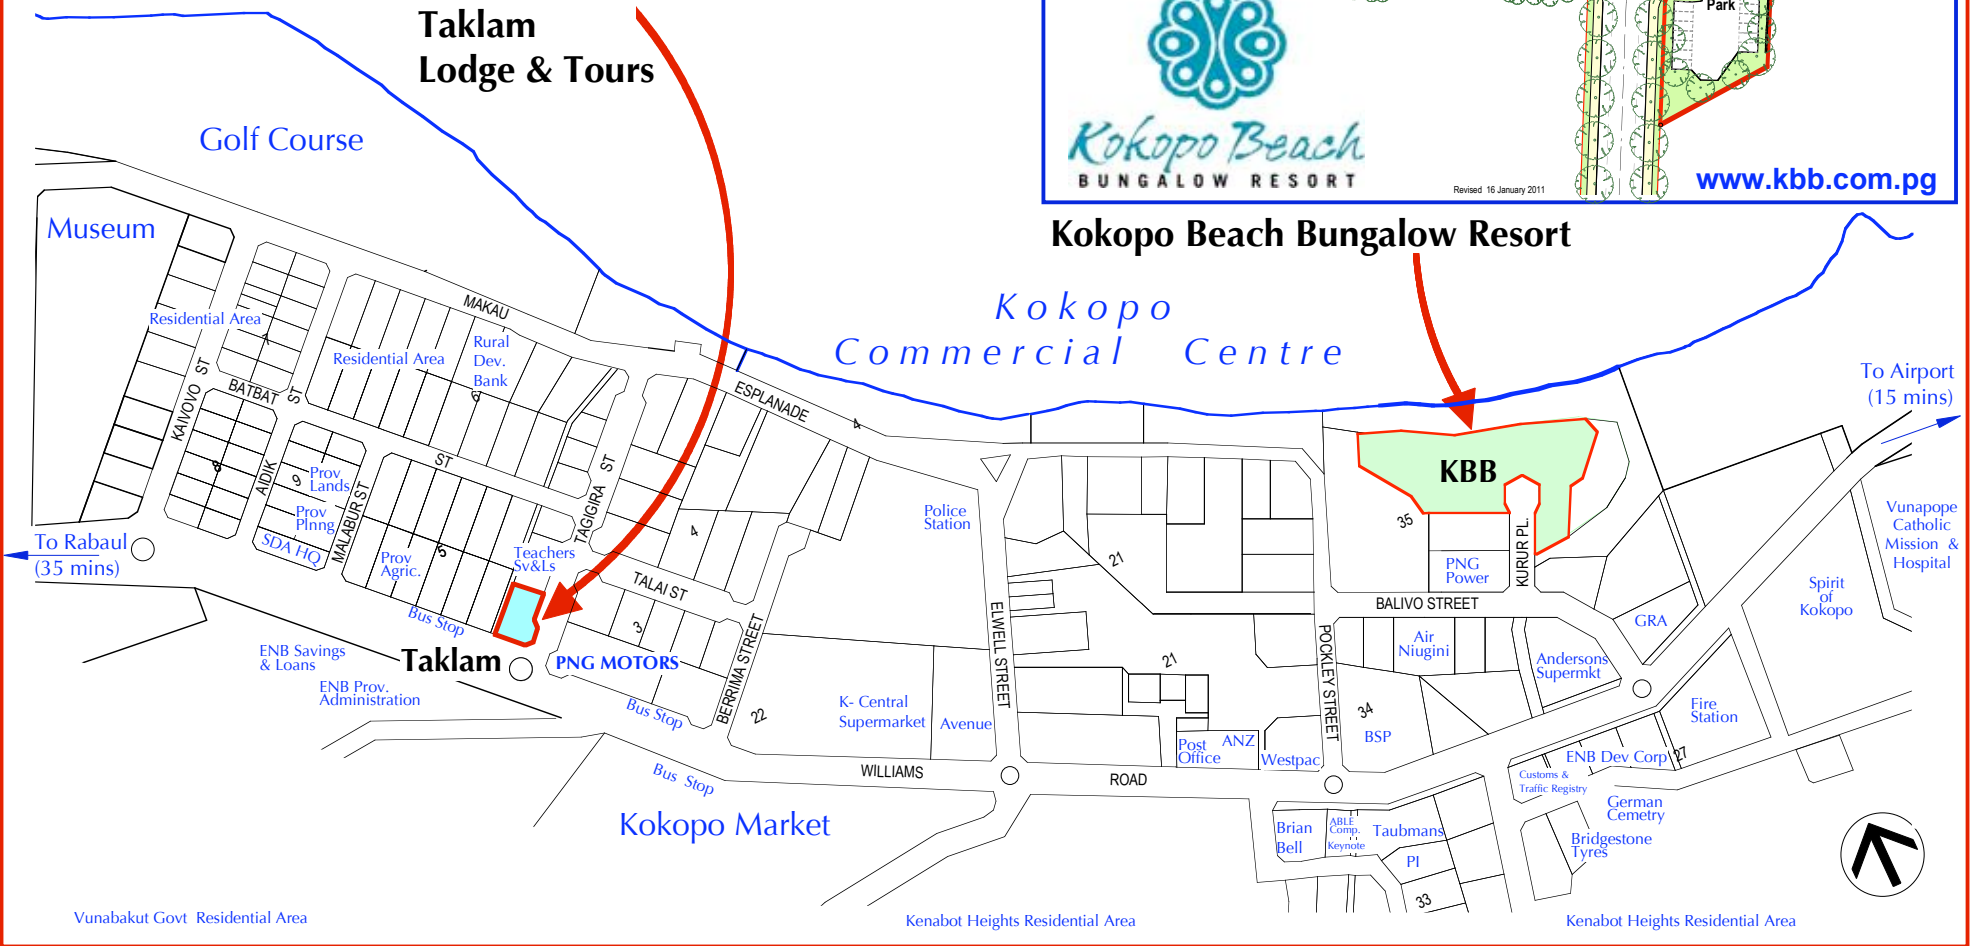 Taklam
Lodge & Tours
Park
Kokopo Beach
BUNGALOW RESORT
Revised 16 January 2011
www.kbb.com.pg
Golf Course
Museum
Kokopo Beach Bungalow Resort
Kokopo
Commercial Centre
To Airport
(15 mins)
MAKAU
ESPLANADE
4
Residential Area
7
Residential Area
Rural
Dev.
Bank
6
KAIVOVO ST
BATBAT
ST
ST
8
AIDIK
9
Prov
Lands
Prov
Plnng
SDA HQ
MALABUR ST
Prov
Agric.
5
TAGIGIRA ST
Teachers
Sv&Ls
4
TALAI ST
3
To Rabaul
(35 mins)
Bus Stop
Taklam
PNG MOTORS
ENB Savings
& Loans
ENB Prov.
Administration
Bus Stop
BERRIMA STREET
22
Police
Station
ELWELL STREET
K- Central
Supermarket
Avenue
21
21
KBB
35
PNG
Power
KURUR PL.
BALIVO STREET
POCKLEY STREET
Air
Niugini
Andersons
Supermkt
GRA
Vunapope
Catholic
Mission &
Hospital
Spirit
of
Kokopo
34
BSP
Fire
Station
Post
Office
ANZ
Westpac
WILLIAMS
ROAD
Bus Stop
Kokopo Market
ENB Dev Corp
27
Customs &
Traffic Registry
German
Cemetry
Bridgestone
Tyres
Brian
Bell
ABLE
Comp.
Keynote
Taubmans
PI
33
Vunabakut Govt Residential Area
Kenabot Heights Residential Area
Kenabot Heights Residential Area